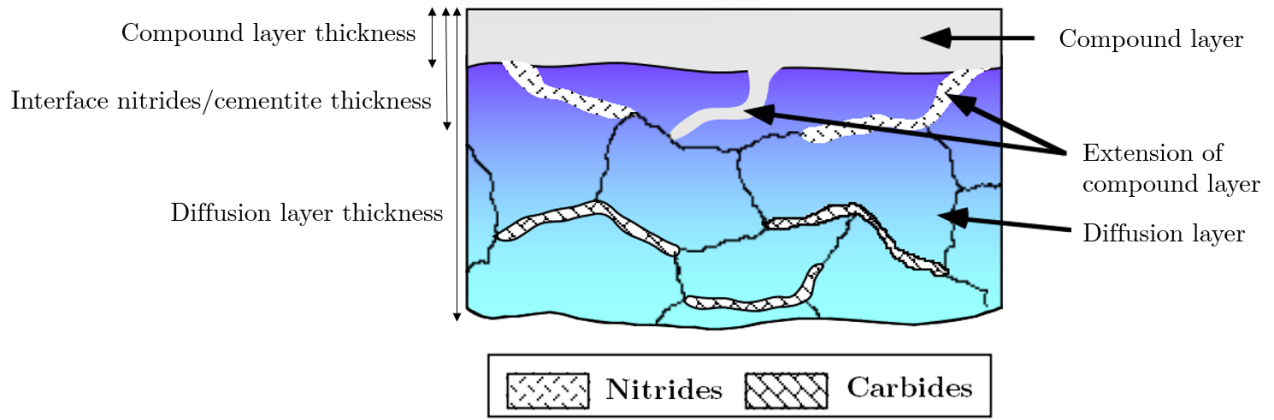 Compound layer thickness
Compound layer
Interface nitrides/cementite thickness
Extension of
compound layer
Diffusion layer thickness
Diffusion layer
Nitrides
Carbides